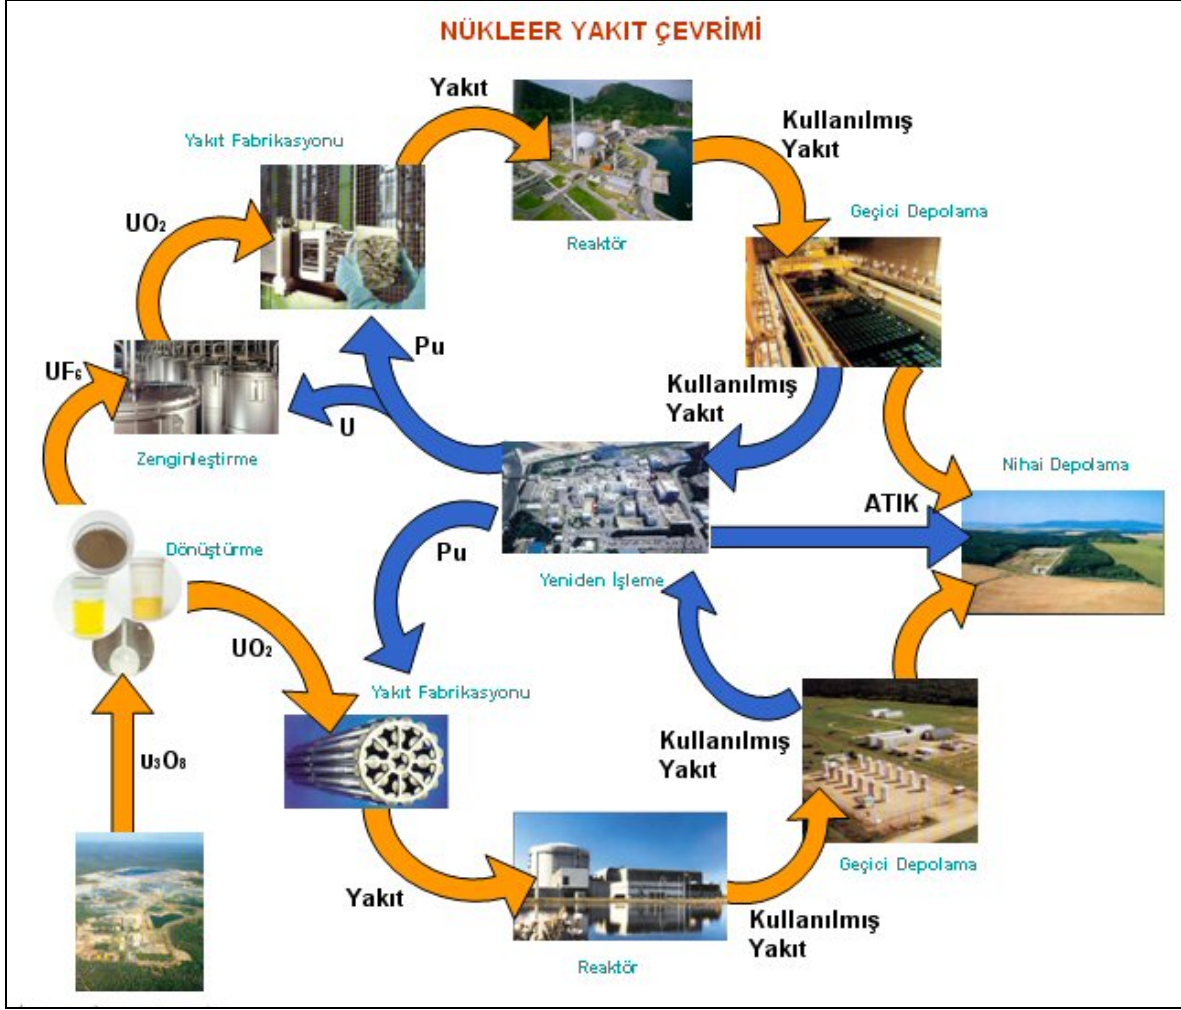 NÜKLEER YAKIT ÇEVRİMİ
Yakıt
Kullanılmış
Yakıt
Yakıt Fabrikasyonu
Geçici Depolama
UO₂
Reaktör
Pu
UF₆
Kullanılmış
Yakıt
U
Zenginleştirme
Nihai Depolama
ATIK
Dönüştürme
Pu
Yeniden İşleme
UO₂
Yakıt Fabrikasyonu
Kullanılmış
Yakıt
U₃O₈
Geçici Depolama
Yakıt
Kullanılmış
Yakıt
Reaktör